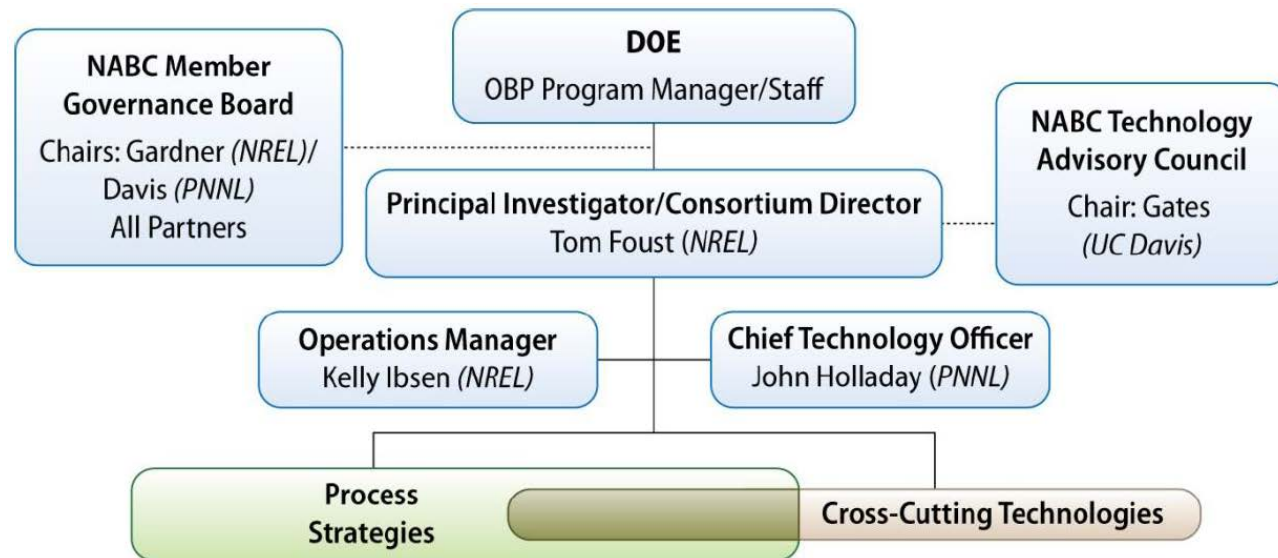 DOE
OBP Program Manager/Staff
NABC Member
Governance Board
Chairs: Gardner (NREL)/
Davis (PNNL)
All Partners
NABC Technology
Advisory Council
Chair: Gates
(UC Davis)
Principal Investigator/Consortium Director
Tom Foust (NREL)
Operations Manager
Kelly Ibsen (NREL)
Chief Technology Officer
John Holladay (PNNL)
Process
Strategies
Cross-Cutting Technologies